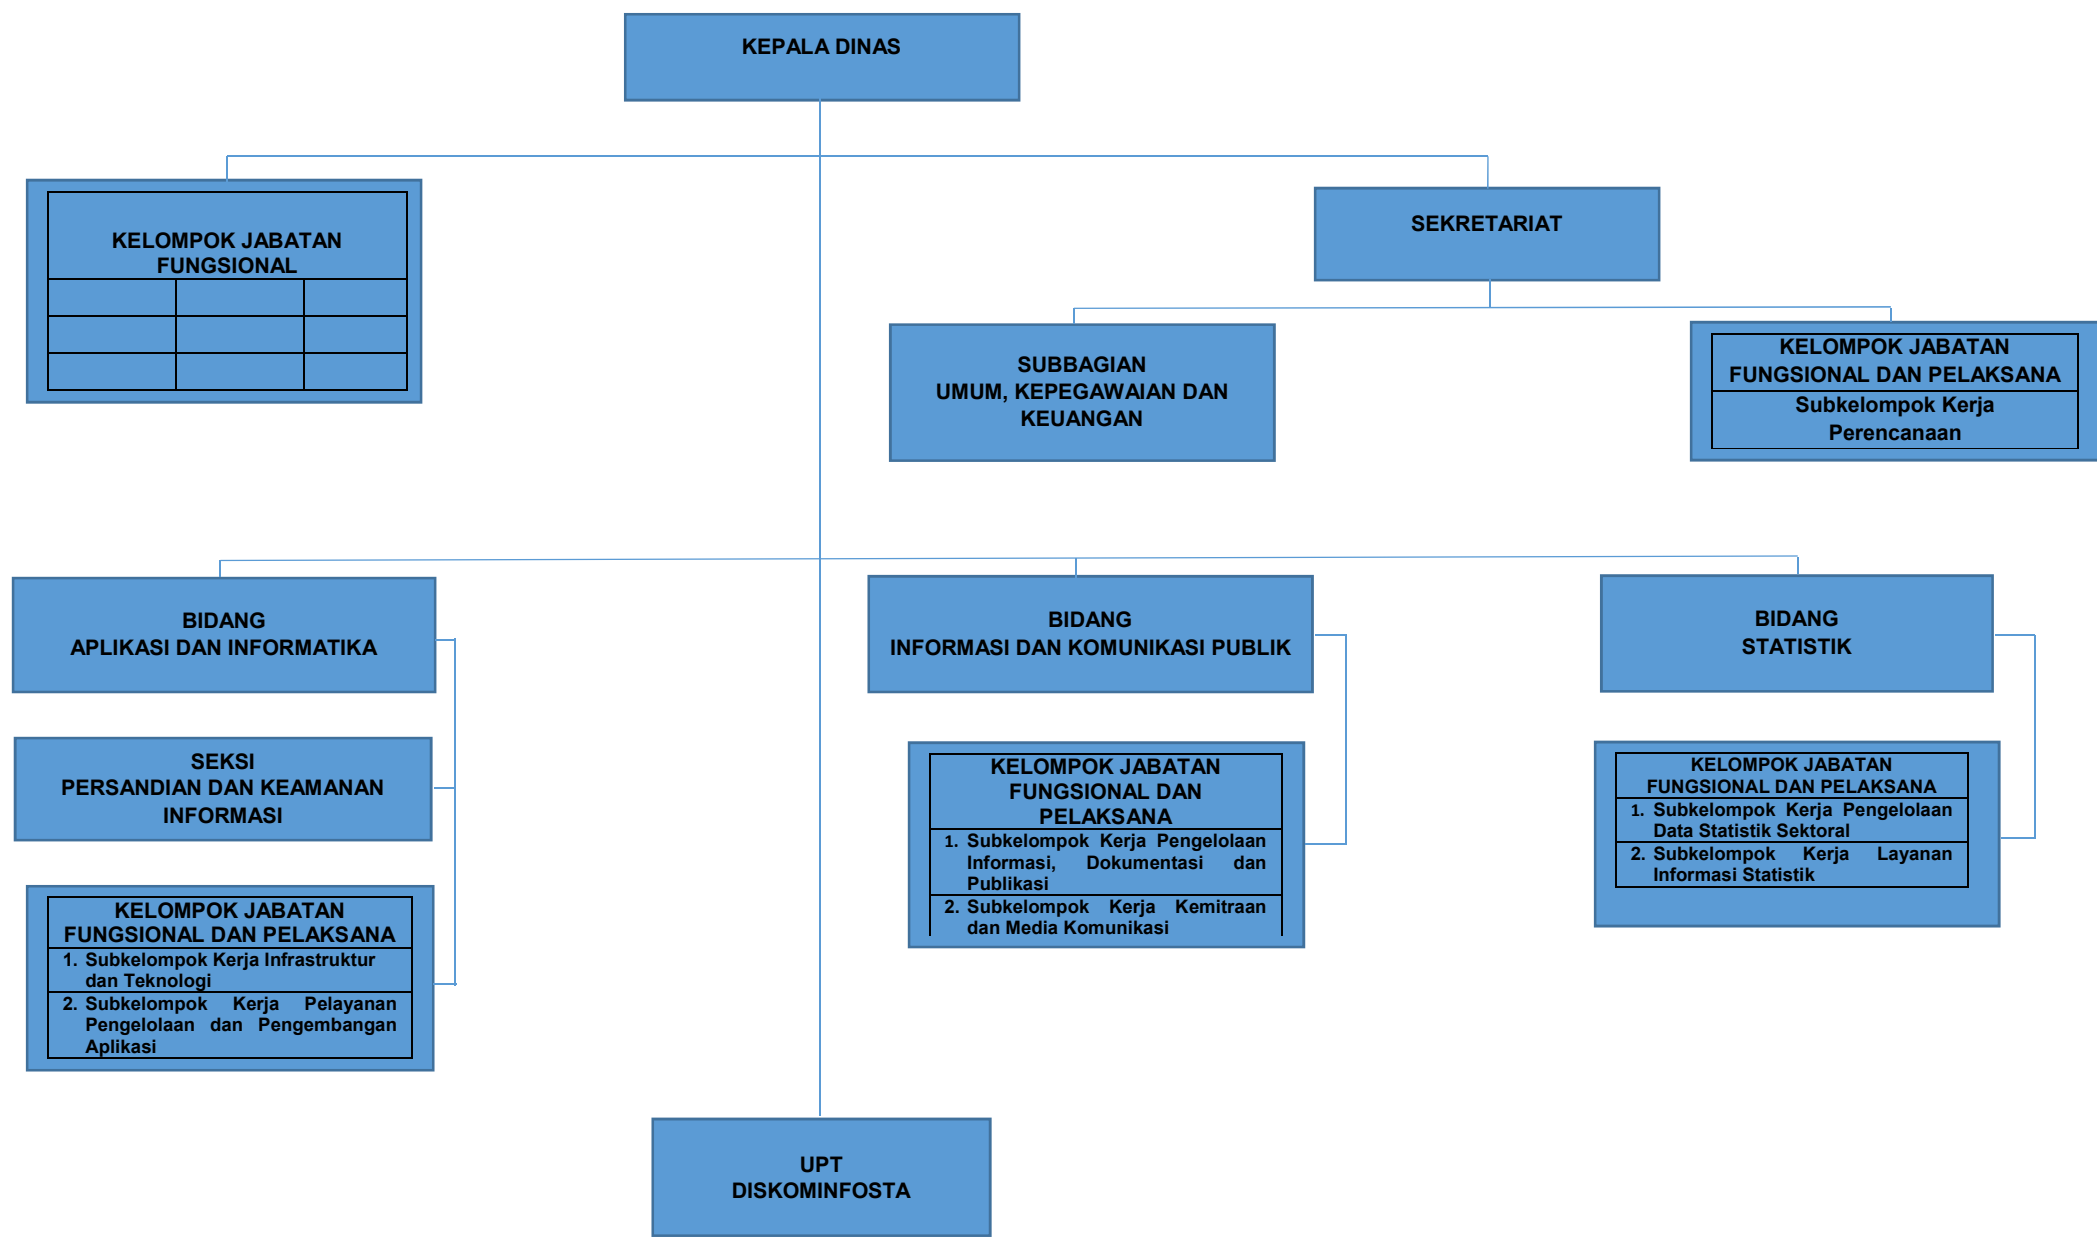 KEPALA DINAS
KELOMPOK JABATAN
FUNGSIONAL
SEKRETARIAT
SUBBAGIAN
UMUM, KEPEGAWAIAN DAN
KEUANGAN
KELOMPOK JABATAN
FUNGSIONAL DAN PELAKSANA
Subkelompok Kerja
Perencanaan
BIDANG
APLIKASI DAN INFORMATIKA
BIDANG
INFORMASI DAN KOMUNIKASI PUBLIK
BIDANG
STATISTIK
SEKSI
PERSANDIAN DAN KEAMANAN
INFORMASI
KELOMPOK JABATAN
FUNGSIONAL DAN PELAKSANA
1. Subkelompok Kerja Infrastruktur
dan Teknologi
2. Subkelompok Kerja Pelayanan
Pengelolaan dan Pengembangan
Aplikasi
KELOMPOK JABATAN
FUNGSIONAL DAN
PELAKSANA
1. Subkelompok Kerja Pengelolaan
Informasi, Dokumentasi dan
Publikasi
2. Subkelompok Kerja Kemitraan
dan Media Komunikasi
KELOMPOK JABATAN
FUNGSIONAL DAN PELAKSANA
1. Subkelompok Kerja Pengelolaan
Data Statistik Sektoral
2. Subkelompok Kerja Layanan
Informasi Statistik
UPT
DISKOMINFOSTA